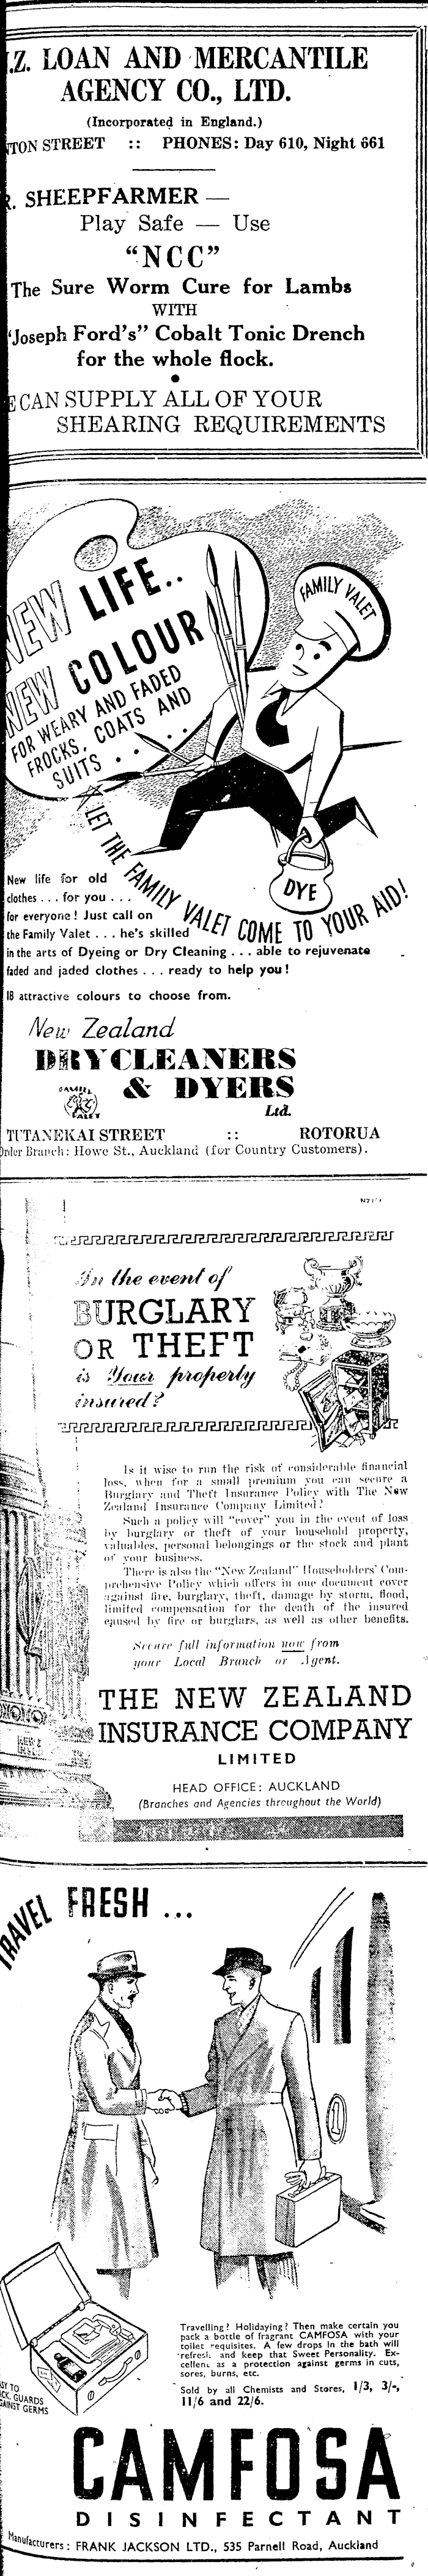 .Z. LOAN AND MERCANTILE
AGENCY CO., LTD.
(Incorporated in England.)
TON STREET :: PHONES: Day 610, Night 661
R. SHEEPFARMER —
Play Safe — Use
“NCC”
The Sure Worm Cure for Lambs
WITH
“Joseph Ford’s” Cobalt Tonic Drench
for the whole flock.
E CAN SUPPLY ALL OF YOUR
SHEARING REQUIREMENTS
NEW LIFE..
NEW COLOUR
FOR WEARY AND FADED
FROCKS, COATS AND
SUITS . . . . .
FAMILY VALET
DYE
LET THE FAMILY VALET COME TO YOUR AID!
New life for old
clothes . . . for you . . .
for everyone! Just call on
the Family Valet . . . he's skilled
in the arts of Dyeing or Dry Cleaning . . . able to rejuvenate
faded and jaded clothes . . . ready to help you!
18 attractive colours to choose from.
New Zealand
DRYCLEANERS
& DYERS
Ltd.
FAMILY
VALET
TUTANEKAI STREET :: ROTORUA
Order Branch: Howe St., Auckland (for Country Customers).
In the event of
BURGLARY
OR THEFT
is Your property
insured?
Is it wise to run the risk of considerable financial
loss, when for a small premium you can secure a
Burglary and Theft Insurance Policy with The New
Zealand Insurance Company Limited?
Such a policy will "cover" you in the event of loss
by burglary or theft of your household property,
valuables, personal belongings or the stock and plant
of your business.
There is also the "New Zealand" Householders' Com-
prehensive Policy which offers in one document cover
against fire, burglary, theft, damage by storm, flood,
limited compensation for the death of the insured
caused by fire or burglars, as well as other benefits.
Secure full information now from
your Local Branch or Agent.
THE NEW ZEALAND
INSURANCE COMPANY
LIMITED
HEAD OFFICE: AUCKLAND
(Branches and Agencies throughout the World)
TRAVEL FRESH ...
1
Travelling? Holidaying? Then make certain you
pack a bottle of fragrant CAMFOSA with your
toilet requisites. A few drops in the bath will
refresh and keep that Sweet Personality. Ex-
cellent as a protection against germs in cuts,
sores, burns, etc.
Sold by all Chemists and Stores, 1/3, 3/-,
11/6 and 22/6.
SY TO
CK. GUARDS
GAINST GERMS
CAMFOSA
DISINFECTANT
Manufacturers: FRANK JACKSON LTD., 535 Parnell Road, Auckland